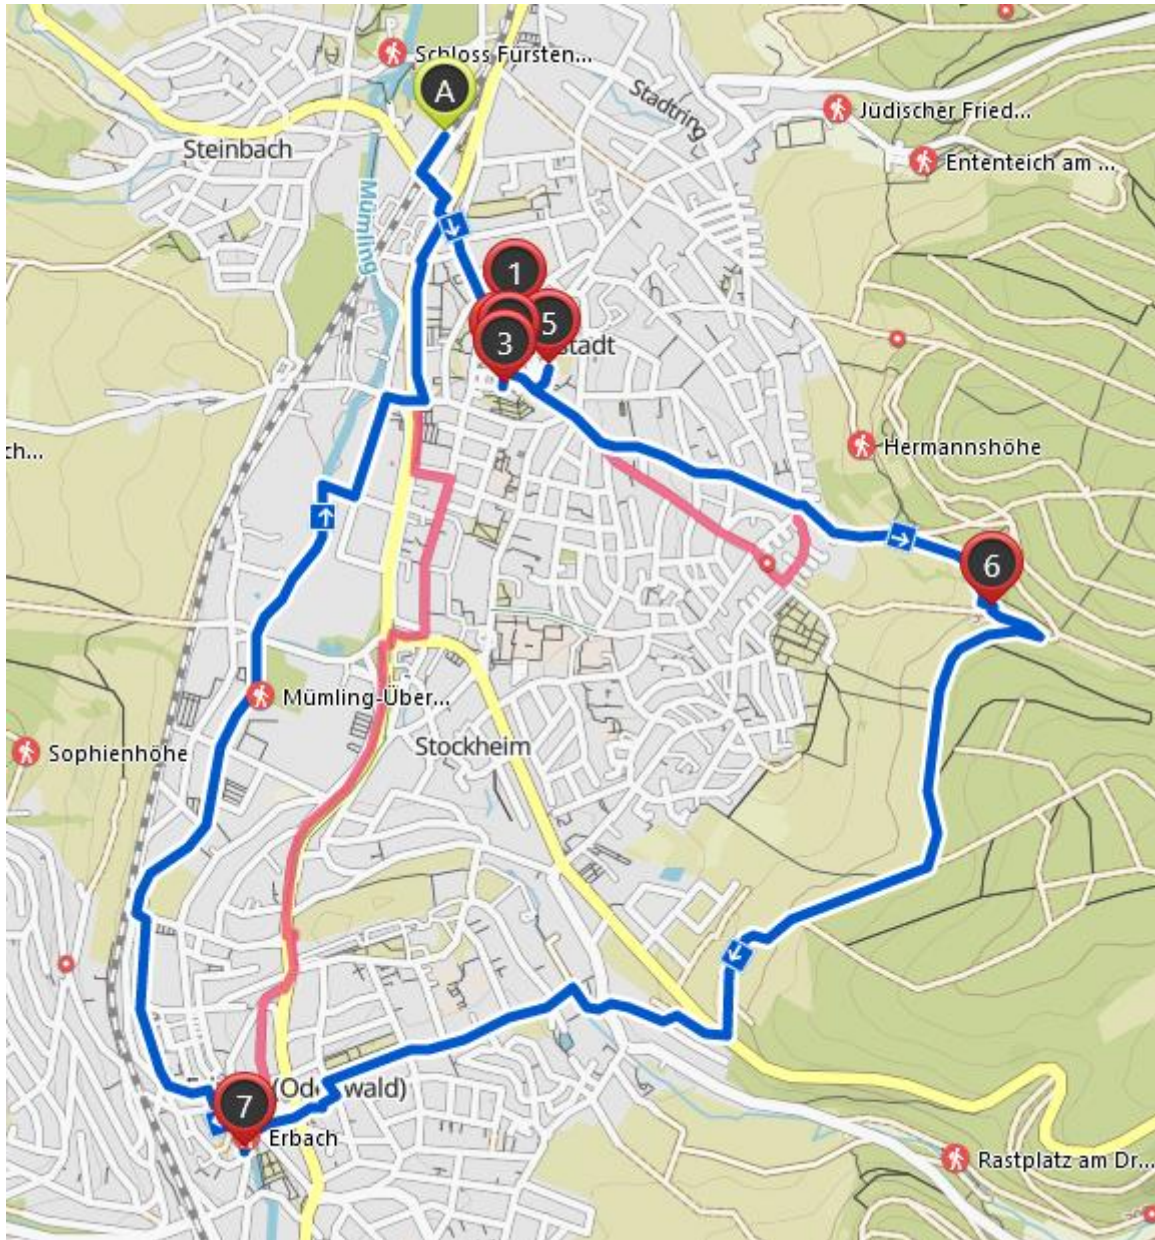 Schloss Fürsten...
A
Stadtring
Jüdischer Fried...
Steinbach
Ententeich am ...
Mümling
1
5
3
stadt
ch...
Hermannshöhe
6
Mümling-Über...
Stockheim
Sophienhöhe
7
(Od wald)
Erbach
Rastplatz am Dr...